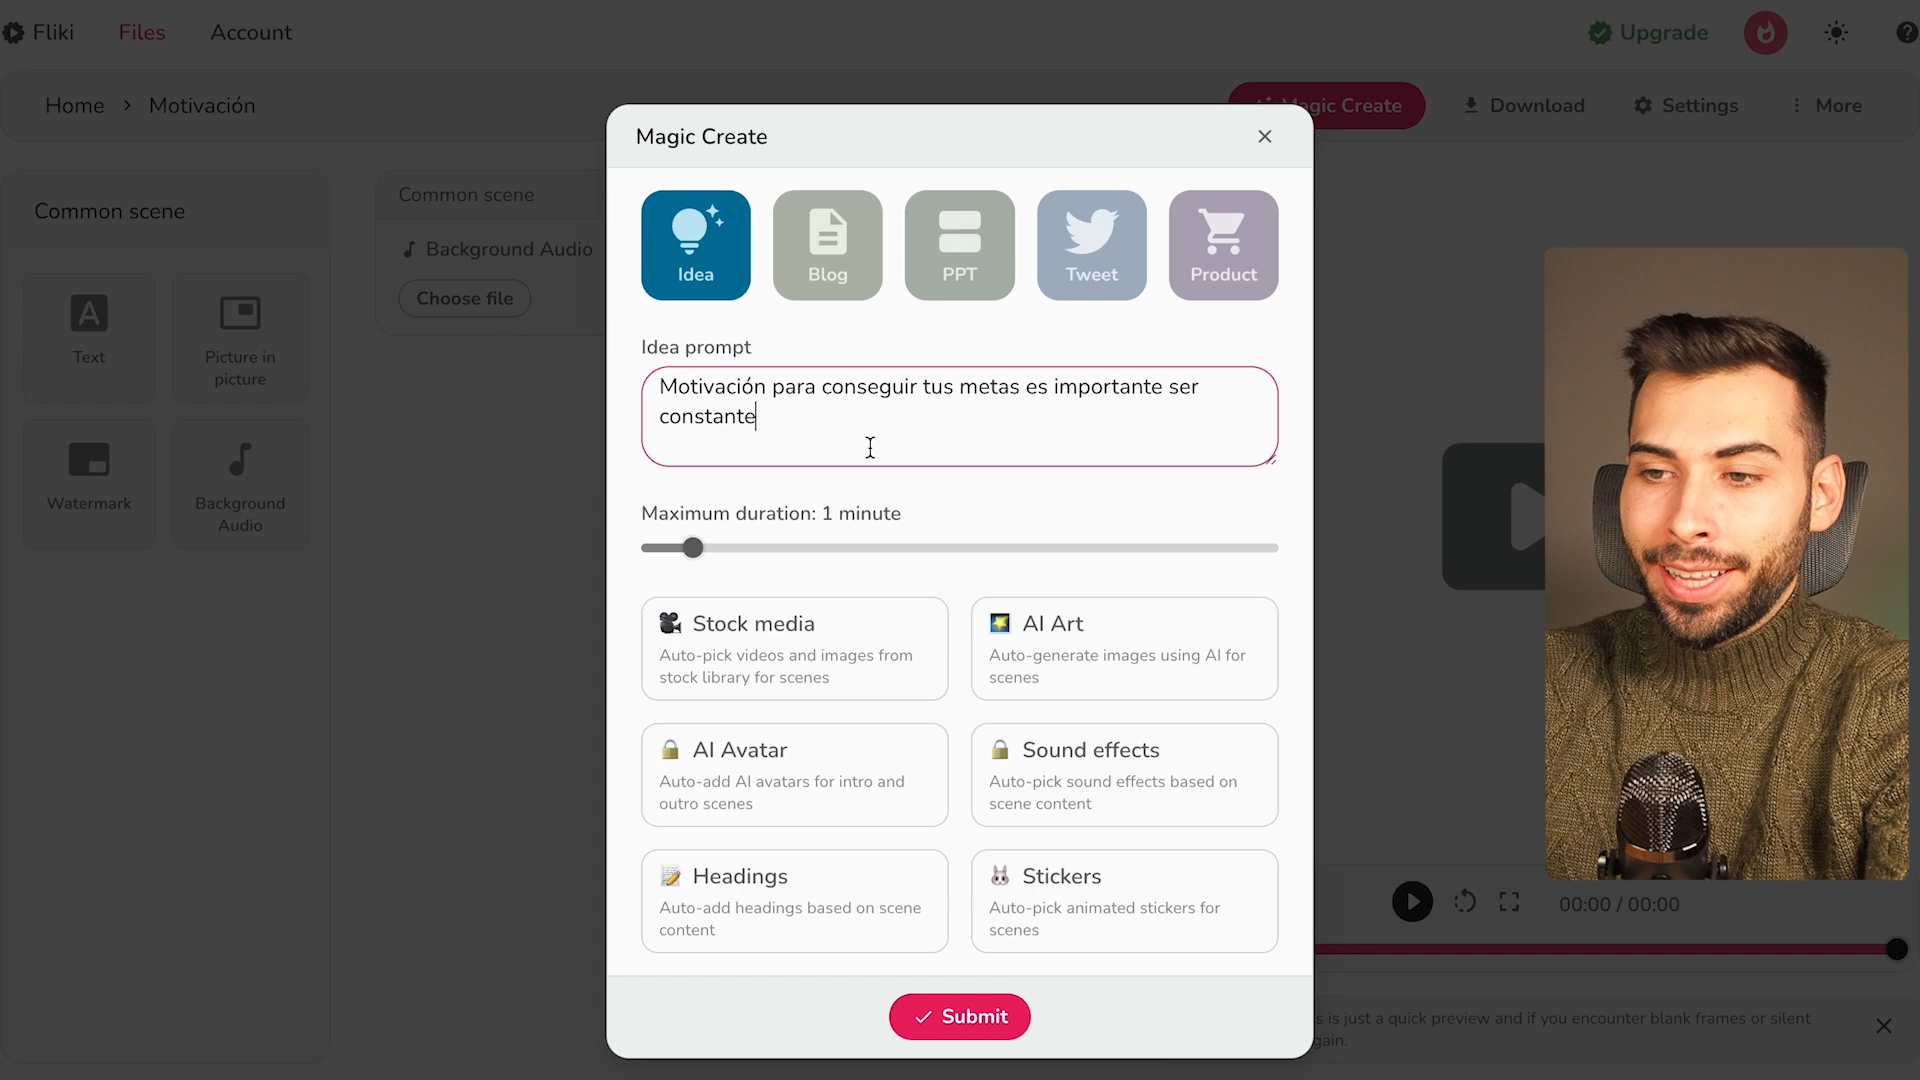 Fliki
Files
Account
Upgrade
Home
Motivación
Magic Create
Download
Settings
More
Common scene
Text
Picture in
picture
Watermark
Background
Audio
Common scene
Background Audio
Choose file
Magic Create
Idea
Blog
PPT
Tweet
Product
Idea prompt
Motivación para conseguir tus metas es importante ser
constante
Maximum duration: 1 minute
Stock media
Auto-pick videos and images from
stock library for scenes
AI Art
Auto-generate images using AI for
scenes
AI Avatar
Auto-add AI avatars for intro and
outro scenes
Sound effects
Auto-pick sound effects based on
scene content
Headings
Auto-add headings based on scene
content
Stickers
Auto-pick animated stickers for
scenes
Submit
00:00 / 00:00
is just a quick preview and if you encounter blank frames or silent